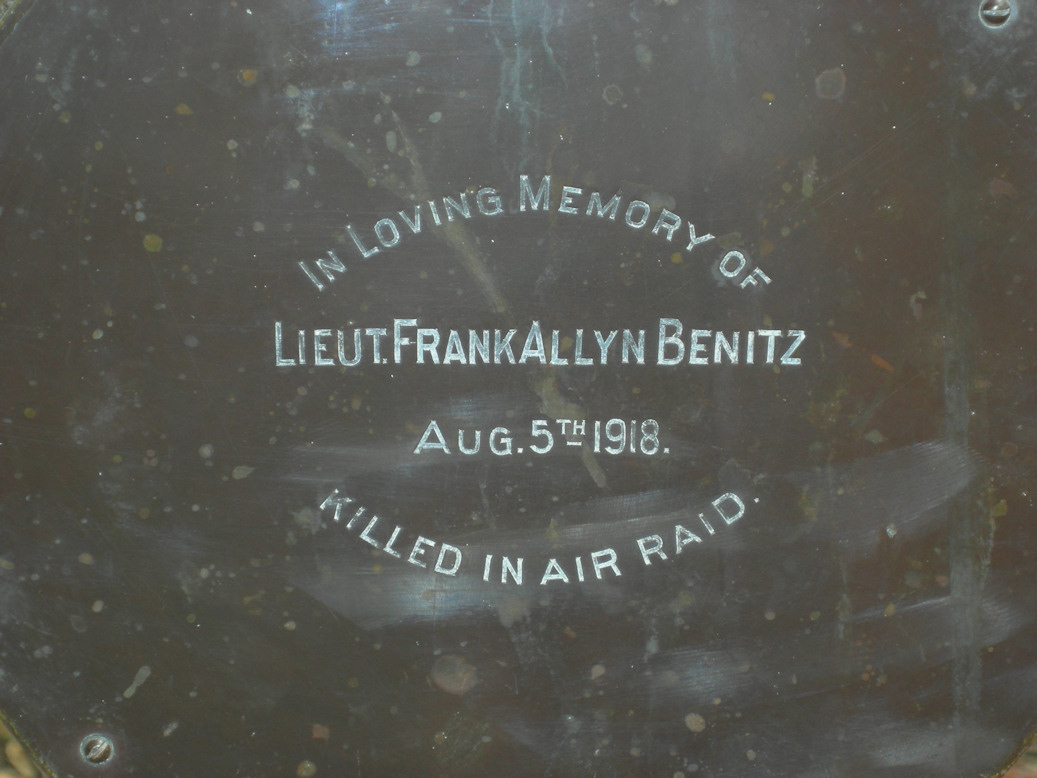 In Loving Memory of
Lieut. Frank Allyn Benitz
Aug. 5TH 1918.
Killed in Air Raid.